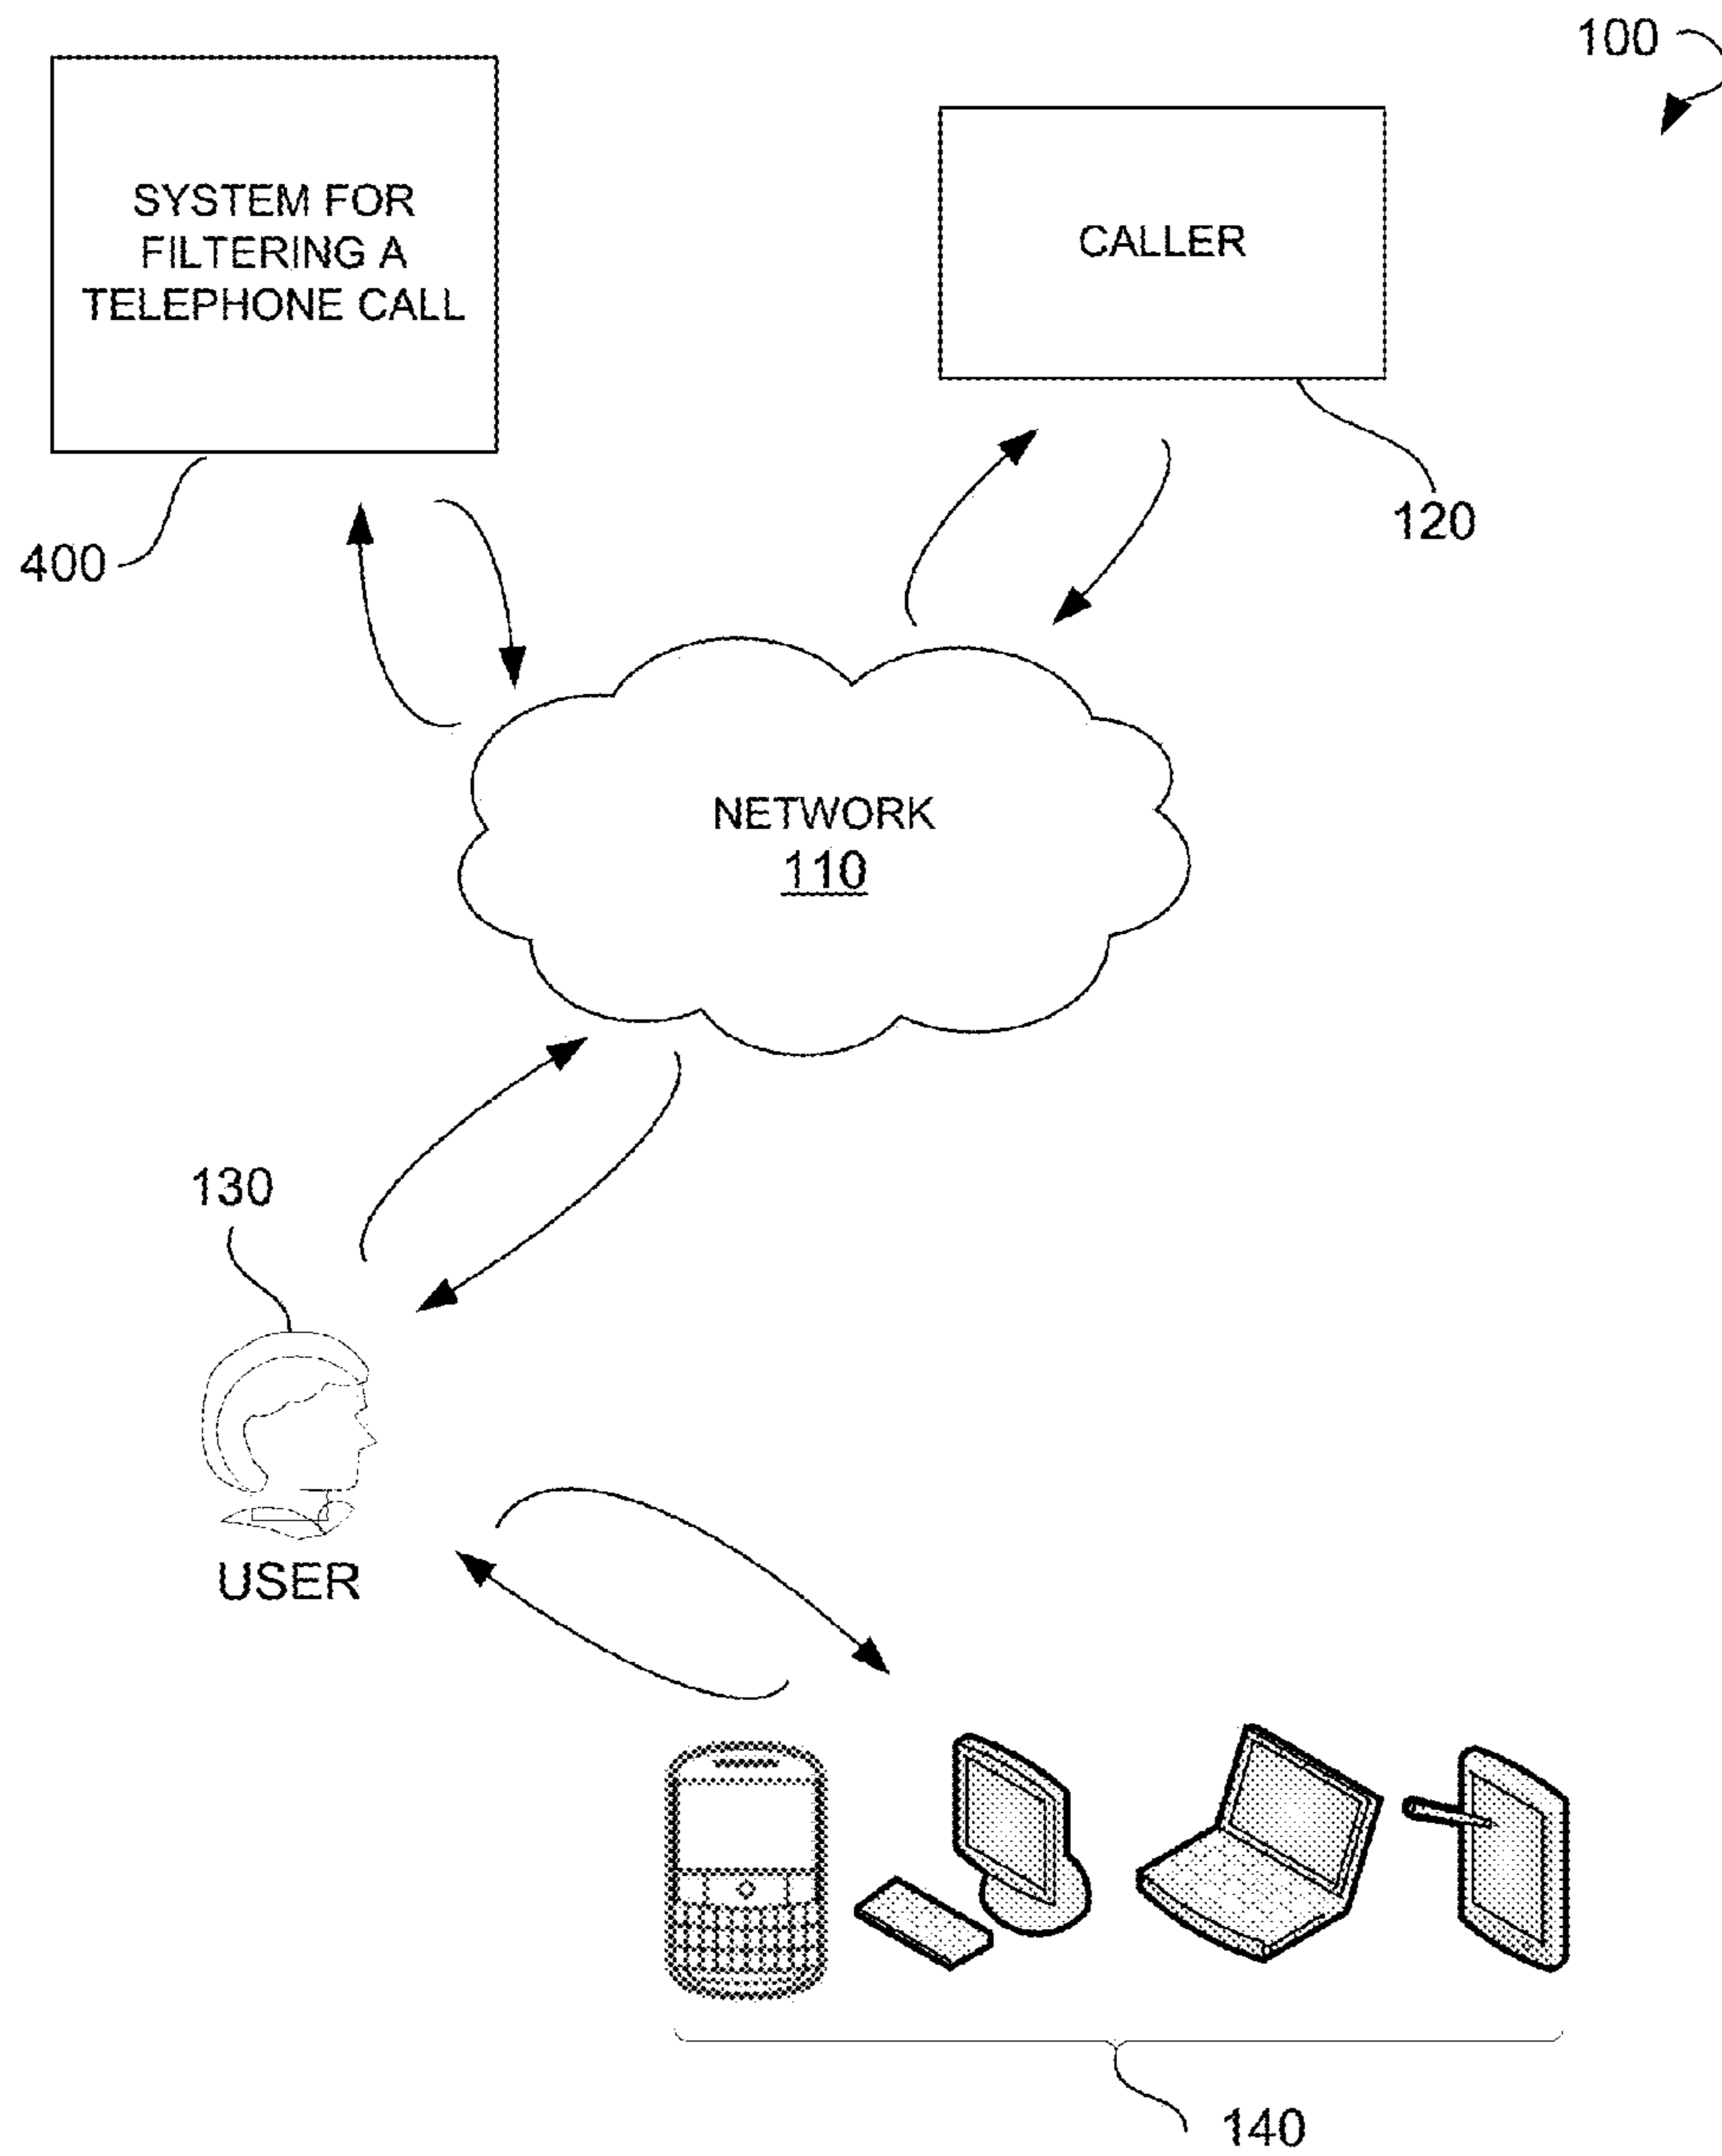 100
SYSTEM FOR
FILTERING A
TELEPHONE CALL
CALLER
400
120
NETWORK
110
130
USER
140